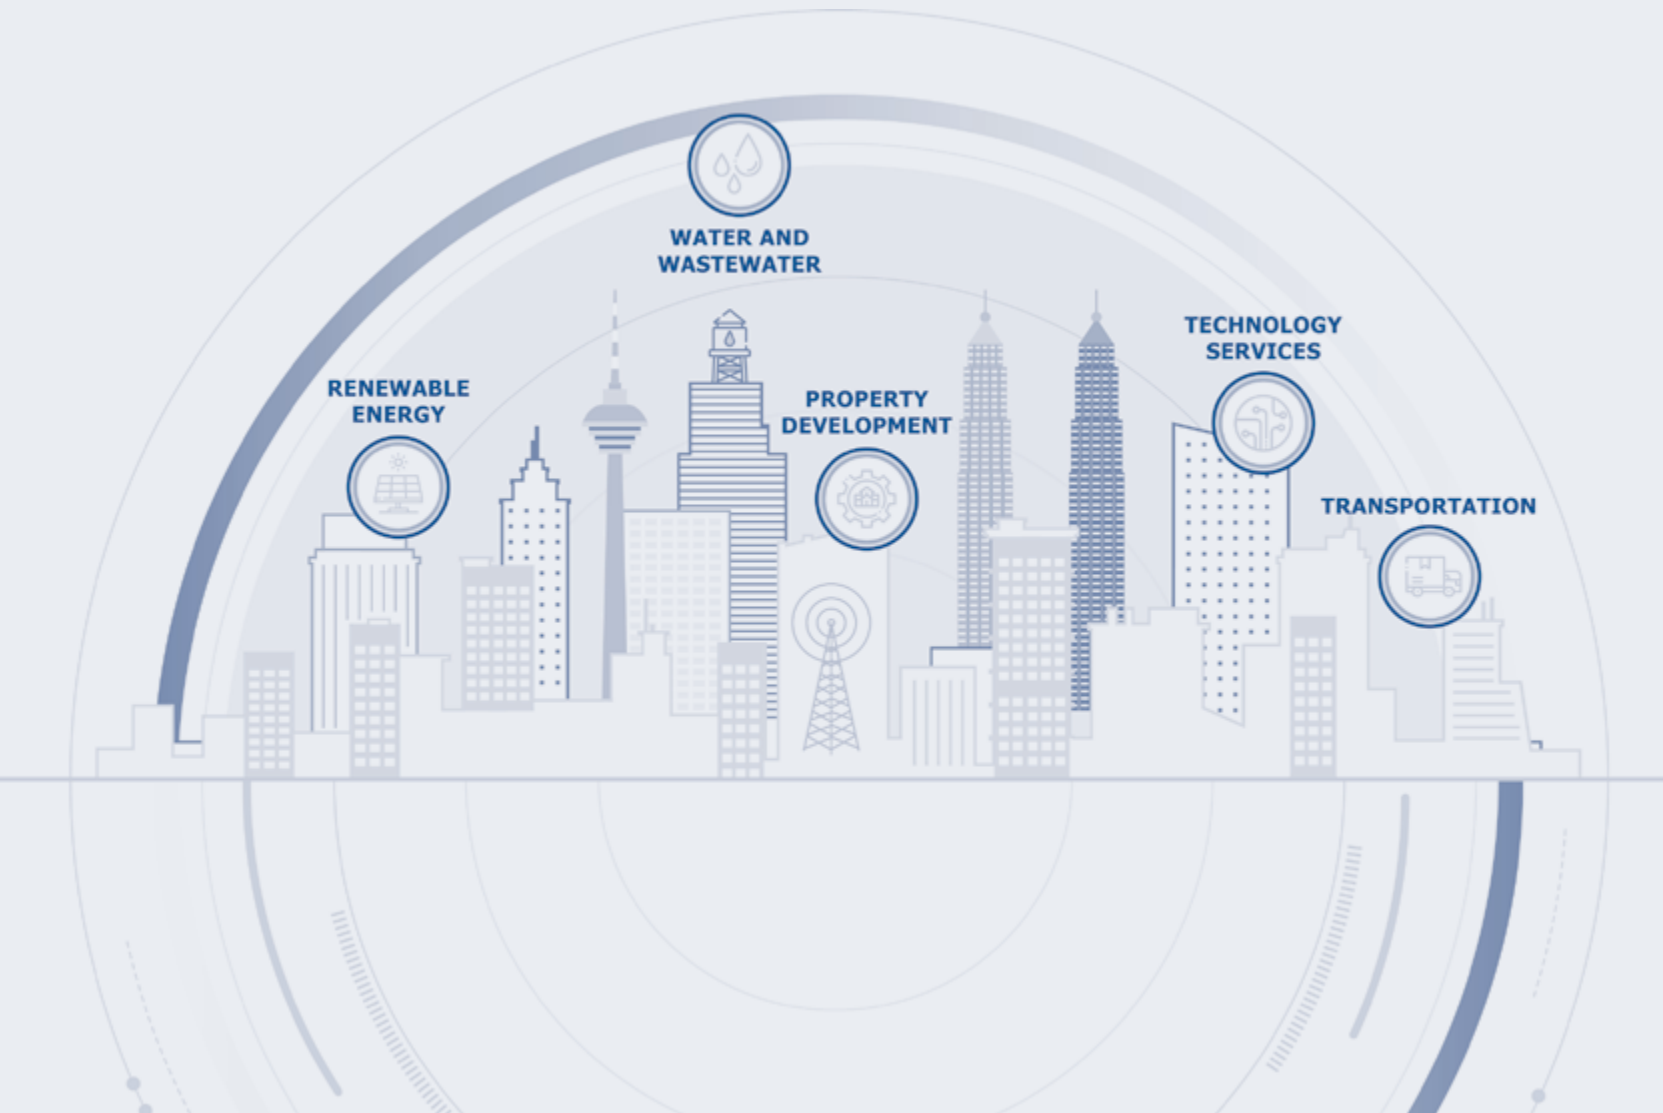 WATER AND
WASTEWATER
TECHNOLOGY
SERVICES
RENEWABLE
ENERGY
PROPERTY
DEVELOPMENT
TRANSPORTATION